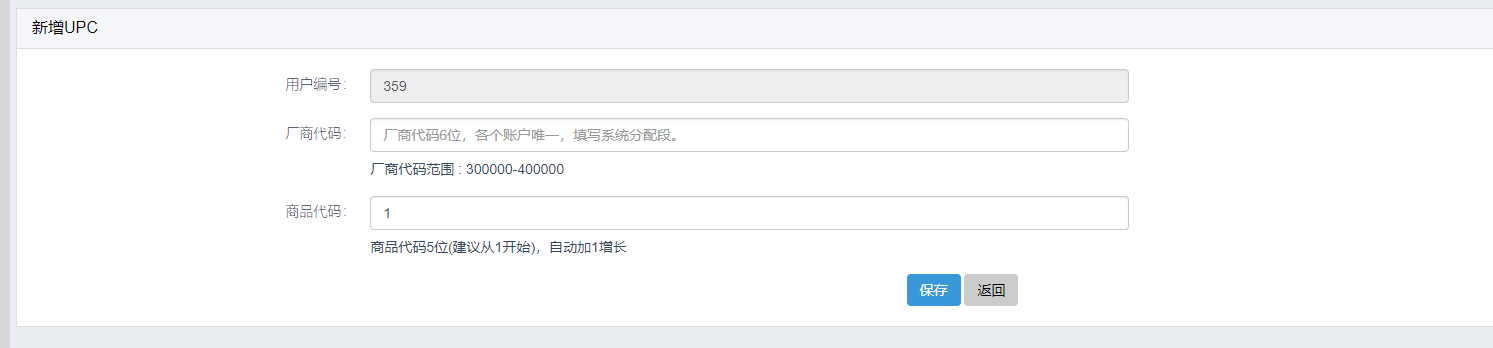 新增UPC
用户编号：
359
厂商代码：
厂商代码6位，各个账户唯一，填写系统分配段。
厂商代码范围 : 300000-400000
商品代码：
1
商品代码5位(建议从1开始)，自动加1增长
保存 返回